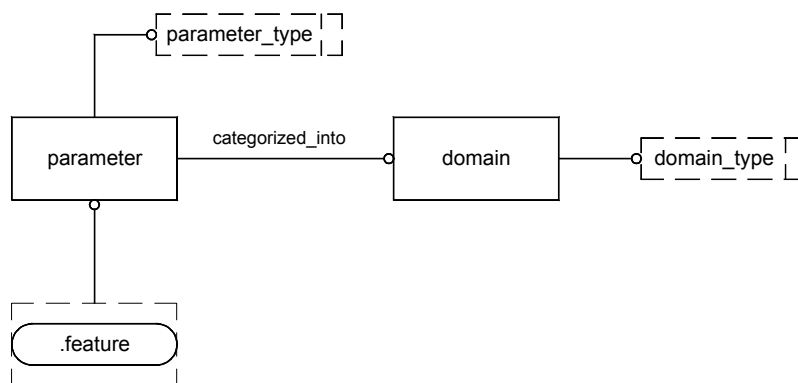 parameter_type
categorized_into
parameter
domain
domain_type
.feature